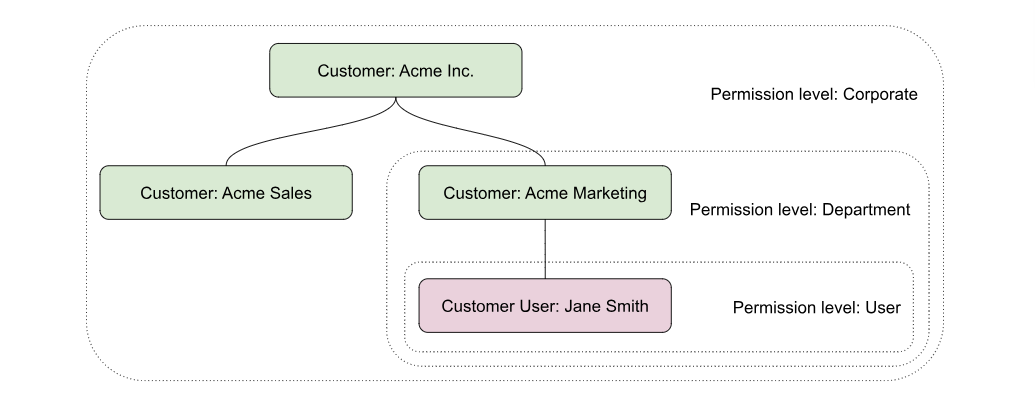 Customer: Acme Inc.
Permission level: Corporate
Customer: Acme Sales
Customer: Acme Marketing
Permission level: Department
Customer User: Jane Smith
Permission level: User